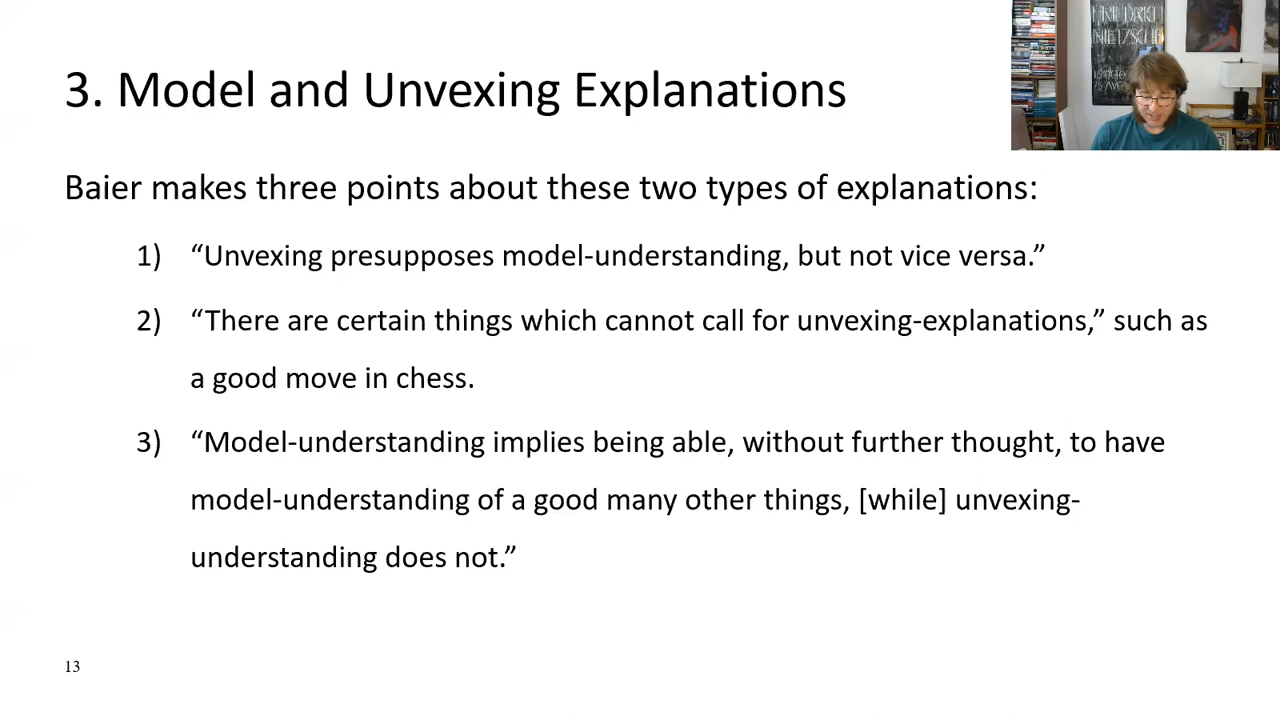 3. Model and Unvexing Explanations
Baier makes three points about these two types of explanations:
1) “Unvexing presupposes model-understanding, but not vice versa.”
2) “There are certain things which cannot call for unvexing-explanations,” such as
a good move in chess.
3) “Model-understanding implies being able, without further thought, to have
model-understanding of a good many other things, [while] unvexing-
understanding does not.”
13
NIETZSCHE